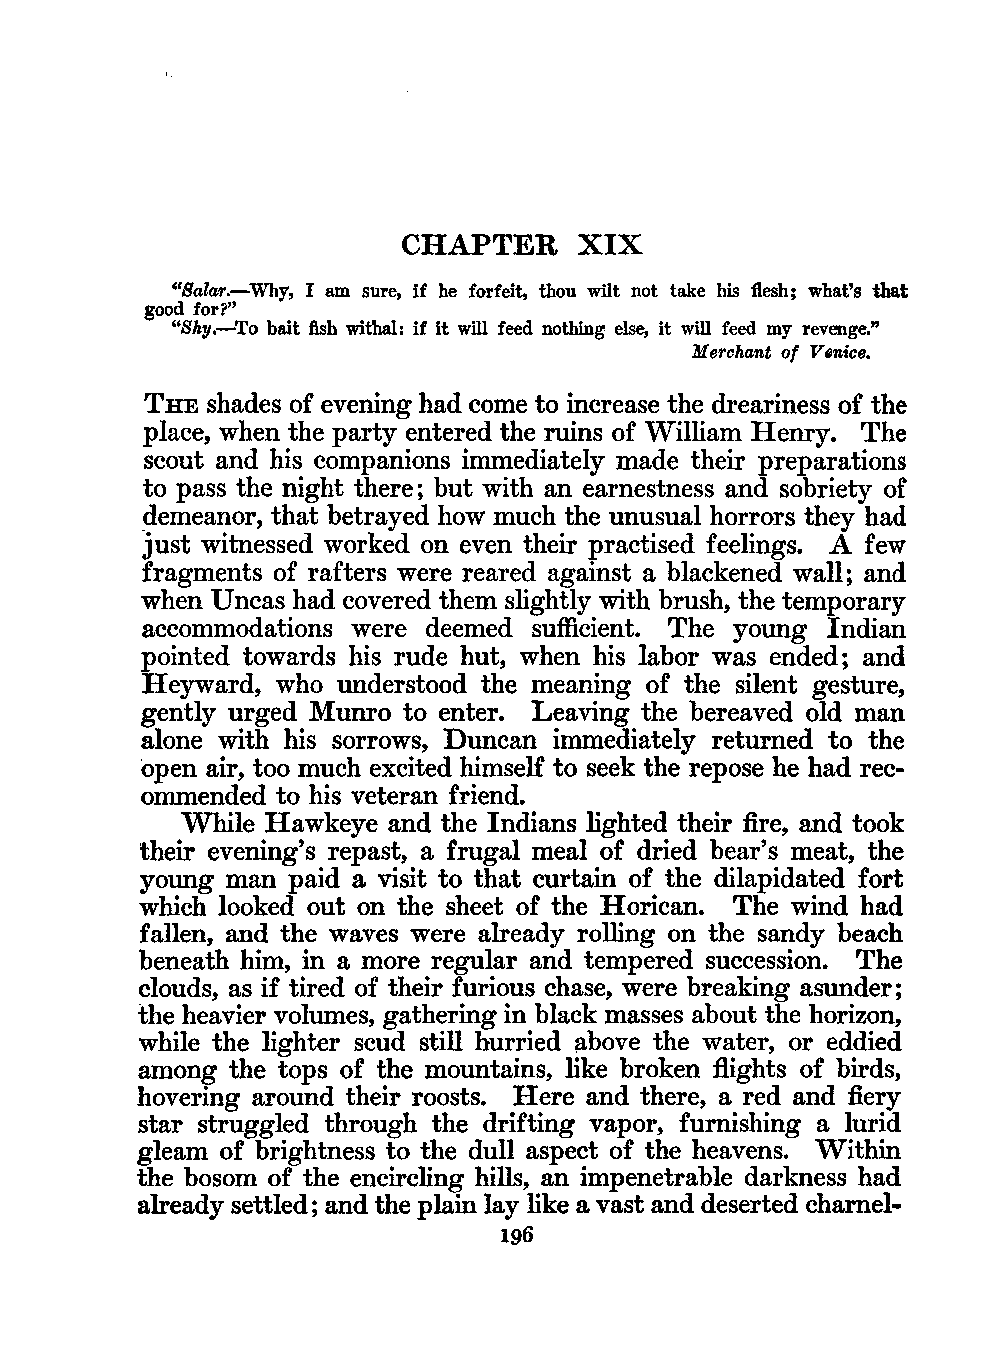 CHAPTER XIX
“Salar.—Why, I am sure, if he forfeit, thou wilt not take his flesh; what’s that
good for?”
“Shy.—To bait fish withal: if it will feed nothing else, it will feed my revenge.”
Merchant of Venice.
THE shades of evening had come to increase the dreariness of the
place, when the party entered the ruins of William Henry. The
scout and his companions immediately made their preparations
to pass the night there; but with an earnestness and sobriety of
demeanor, that betrayed how much the unusual horrors they had
just witnessed worked on even their practised feelings. A few
fragments of rafters were reared against a blackened wall; and
when Uncas had covered them slightly with brush, the temporary
accommodations were deemed sufficient. The young Indian
pointed towards his rude hut, when his labor was ended; and
Heyward, who understood the meaning of the silent gesture,
gently urged Munro to enter. Leaving the bereaved old man
alone with his sorrows, Duncan immediately returned to the
open air, too much excited himself to seek the repose he had rec-
ommended to his veteran friend.
While Hawkeye and the Indians lighted their fire, and took
their evening’s repast, a frugal meal of dried bear’s meat, the
young man paid a visit to that curtain of the dilapidated fort
which looked out on the sheet of the Horican. The wind had
fallen, and the waves were already rolling on the sandy beach
beneath him, in a more regular and tempered succession. The
clouds, as if tired of their furious chase, were breaking asunder;
the heavier volumes, gathering in black masses about the horizon,
while the lighter scud still hurried above the water, or eddied
among the tops of the mountains, like broken flights of birds,
hovering around their roosts. Here and there, a red and fiery
star struggled through the drifting vapor, furnishing a lurid
gleam of brightness to the dull aspect of the heavens. Within
the bosom of the encircling hills, an impenetrable darkness had
already settled; and the plain lay like a vast and deserted charnel-
196